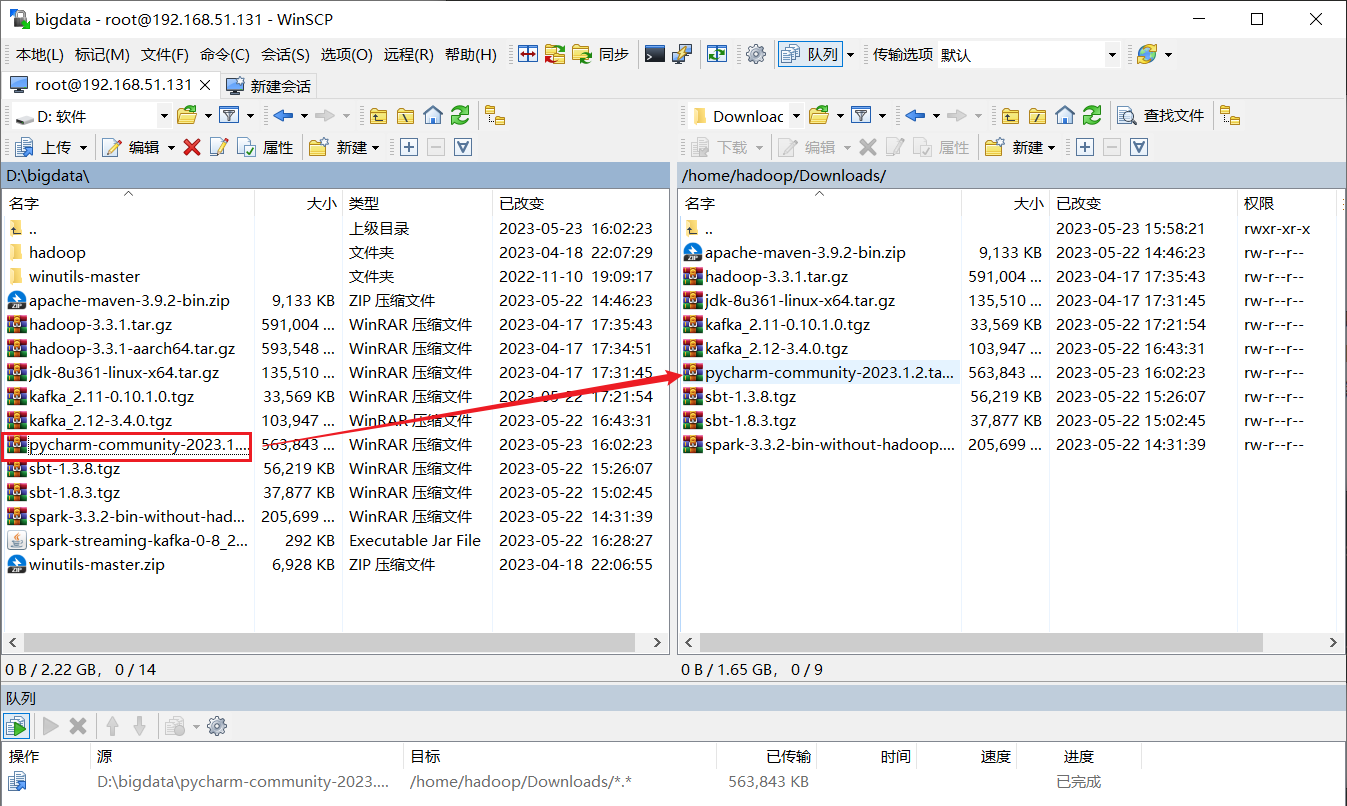 bigdata - root@192.168.51.131 - WinSCP
本地(L) 标记(M) 文件(F) 命令(C) 会话(S) 选项(O) 远程(R) 帮助(H) 同步 队列 传输选项 默认
root@192.168.51.131 新建会话
D: 软件 Downloac 查找文件
上传 编辑 属性 新建 下载 编辑 属性 新建
D:\bigdata\ /home/hadoop/Downloads/
名字 大小 类型 已改变 名字 大小 已改变 权限
.. 上级目录 2023-05-23 16:02:23 .. 2023-05-23 15:58:21 rwxr-xr-x
hadoop 文件夹 2023-04-18 22:07:29 apache-maven-3.9.2-bin.zip 9,133 KB 2023-05-22 14:46:23 rw-r--r--
winutils-master 文件夹 2022-11-10 19:09:17 hadoop-3.3.1.tar.gz 591,004 ... 2023-04-17 17:35:43 rw-r--r--
apache-maven-3.9.2-bin.zip 9,133 KB ZIP 压缩文件 2023-05-22 14:46:23 jdk-8u361-linux-x64.tar.gz 135,510 ... 2023-04-17 17:31:45 rw-r--r--
hadoop-3.3.1.tar.gz 591,004 ... WinRAR 压缩文件 2023-04-17 17:35:43 kafka_2.11-0.10.1.0.tgz 33,569 KB 2023-05-22 17:21:54 rw-r--r--
hadoop-3.3.1-aarch64.tar.gz 593,548 ... WinRAR 压缩文件 2023-04-17 17:34:51 kafka_2.12-3.4.0.tgz 103,947 ... 2023-05-22 16:43:31 rw-r--r--
jdk-8u361-linux-x64.tar.gz 135,510 ... WinRAR 压缩文件 2023-04-17 17:31:45 pycharm-community-2023.1.2.ta... 563,843 ... 2023-05-23 16:02:23 rw-r--r--
kafka_2.11-0.10.1.0.tgz 33,569 KB WinRAR 压缩文件 2023-05-22 17:21:54 sbt-1.3.8.tgz 56,219 KB 2023-05-22 15:26:07 rw-r--r--
kafka_2.12-3.4.0.tgz 103,947 ... WinRAR 压缩文件 2023-05-22 16:43:31 sbt-1.8.3.tgz 37,877 KB 2023-05-22 15:02:45 rw-r--r--
pycharm-community-2023.1.... 563,843 ... WinRAR 压缩文件 2023-05-23 16:02:23 spark-3.3.2-bin-without-hadoop.... 205,699 ... 2023-05-22 14:31:39 rw-r--r--
sbt-1.3.8.tgz 56,219 KB WinRAR 压缩文件 2023-05-22 15:26:07
sbt-1.8.3.tgz 37,877 KB WinRAR 压缩文件 2023-05-22 15:02:45
spark-3.3.2-bin-without-had... 205,699 ... WinRAR 压缩文件 2023-05-22 14:31:39
spark-streaming-kafka-0-8_2... 292 KB Executable Jar File 2023-05-22 16:28:27
winutils-master.zip 6,928 KB ZIP 压缩文件 2023-04-18 22:06:55
0 B / 2.22 GB, 0 / 14 0 B / 1.65 GB, 0 / 9
队列
操作 源 目标 已传输 时间 速度 进度
D:\bigdata\pycharm-community-2023.... /home/hadoop/Downloads/*.* 563,843 KB 已完成